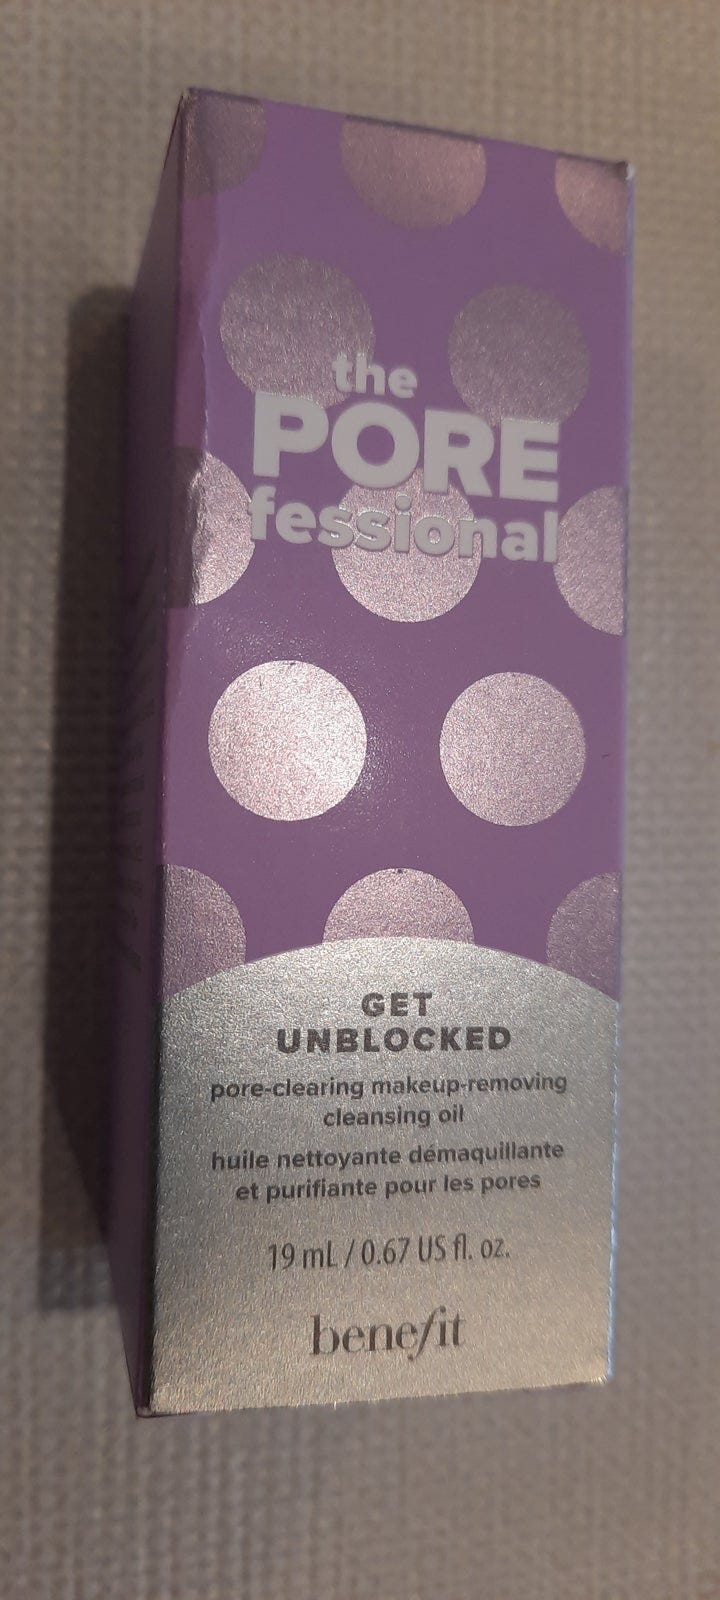 the
PORE
fessional
GET
UNBLOCKED
pore-clearing makeup-removing
cleansing oil
huile nettoyante démaquillante
et purifiante pour les pores
19 mL / 0.67 US fl. oz.
benefit